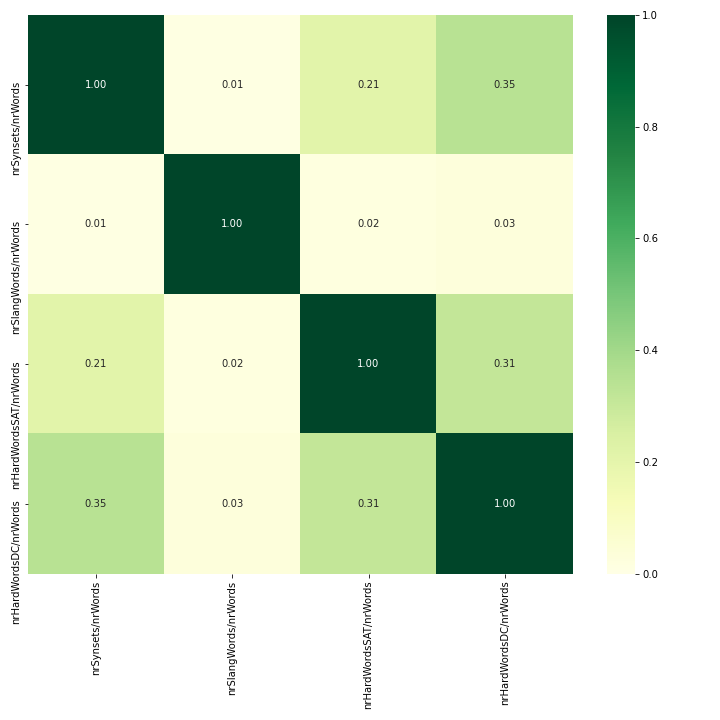 nrSynsets/nrWords
1.00 0.01 0.21 0.35
nrSlangWords/nrWords
0.01 1.00 0.02 0.03
nrHardWordsSAT/nrWords
0.21 0.02 1.00 0.31
nrHardWordsDC/nrWords
0.35 0.03 0.31 1.00
nrSynsets/nrWords
nrSlangWords/nrWords
nrHardWordsSAT/nrWords
nrHardWordsDC/nrWords
1.0
0.8
0.6
0.4
0.2
0.0